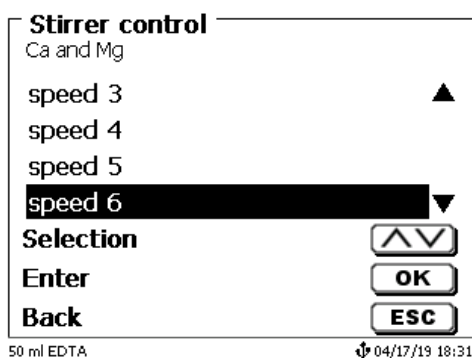 Stirrer control
Ca and Mg
speed 3
speed 4
speed 5
speed 6
Selection
Enter OK
Back ESC
50 ml EDTA 04/17/19 18:31